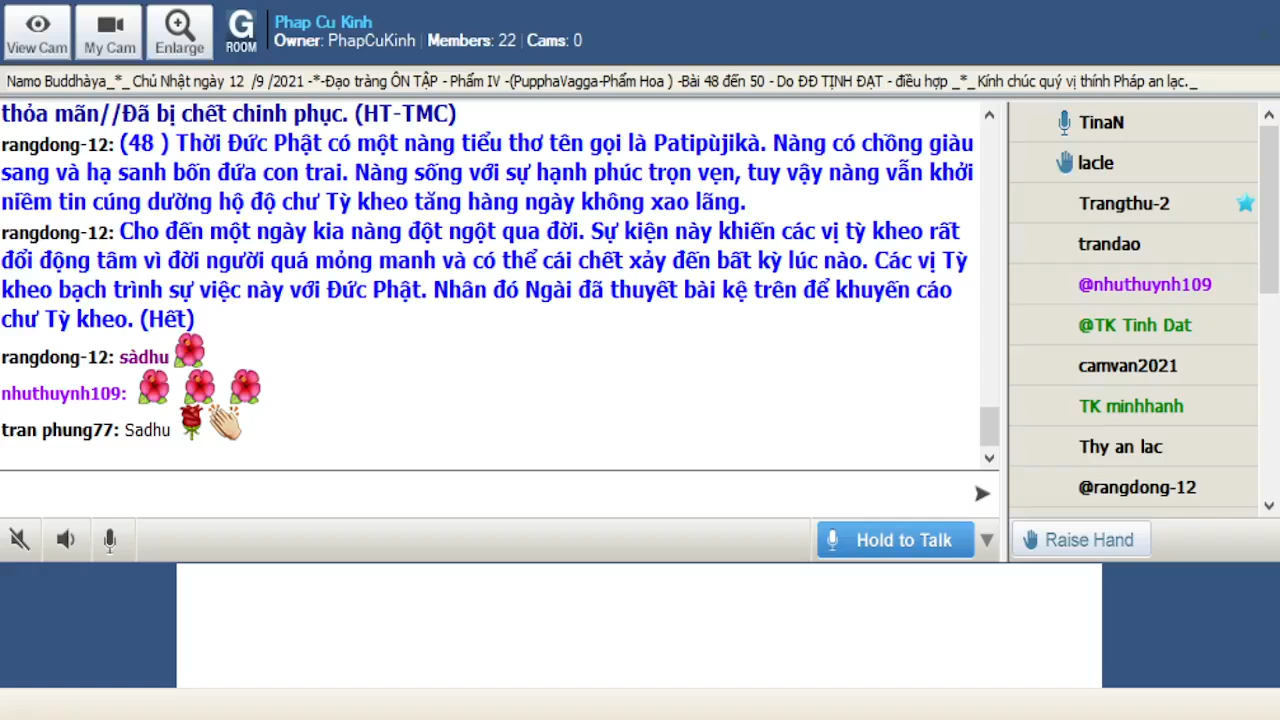 View Cam
My Cam
Enlarge
G
ROOM
Phap Cu Kinh
Owner: PhapCuKinh | Members: 22 | Cams: 0
Namo Buddhàya_*_ Chủ Nhật ngày 12 /9 /2021 -*-Đạo tràng ÔN TẬP - Phẩm IV -(PupphaVagga-Phẩm Hoa ) -Bài 48 đến 50 - Do ĐĐ TỊNH ĐẠT - điều hợp _*_ Kính chúc quý vị thính Pháp an lạc._
thỏa mãn//Đã bị chết chinh phục. (HT-TMC)
rangdong-12: (48 ) Thời Đức Phật có một nàng tiểu thơ tên gọi là Patipùjikà. Nàng có chồng giàu
sang và hạ sanh bốn đứa con trai. Nàng sống với sự hạnh phúc trọn vẹn, tuy vậy nàng vẫn khởi
niềm tin cúng dường hộ độ chư Tỳ kheo tăng hàng ngày không xao lãng.
rangdong-12: Cho đến một ngày kia nàng đột ngột qua đời. Sự kiện này khiến các vị tỳ kheo rất
đổi động tâm vì đời người quá mỏng manh và có thể cái chết xảy đến bất kỳ lúc nào. Các vị Tỳ
kheo bạch trình sự việc này với Đức Phật. Nhân đó Ngài đã thuyết bài kệ trên để khuyến cáo
chư Tỳ kheo. (Hết)
rangdong-12: sàdhu
nhuthuynh109:
tran phung77: Sadhu
TinaN
lacle
Trangthu-2
trandao
@nhuthuynh109
@TK Tinh Dat
camvan2021
TK minhhanh
Thy an lac
@rangdong-12
Hold to Talk
Raise Hand